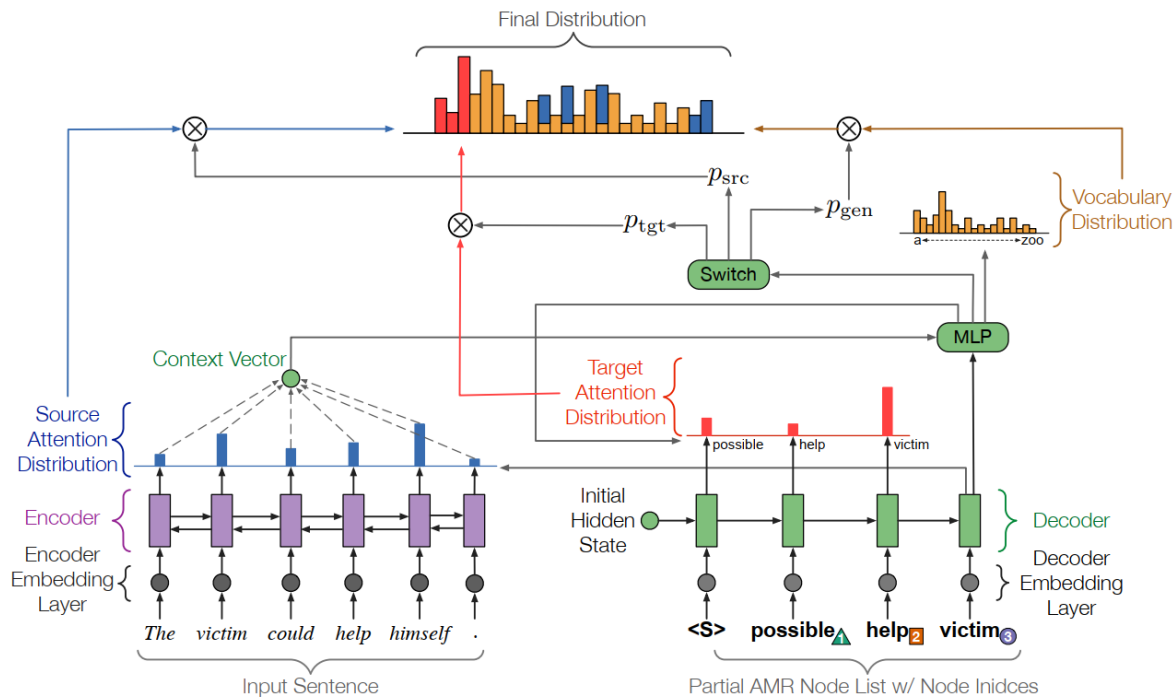 Final Distribution
p_src
p_tgt
p_gen
Switch
Vocabulary
Distribution
a
zoo
MLP
Context Vector
Target
Attention
Distribution
possible
help
victim
Source
Attention
Distribution
Encoder
Initial
Hidden
State
Decoder
Encoder
Embedding
Layer
Decoder
Embedding
Layer
The victim could help himself .
<S> possible 1 help 2 victim 3
Input Sentence
Partial AMR Node List w/ Node Inidces